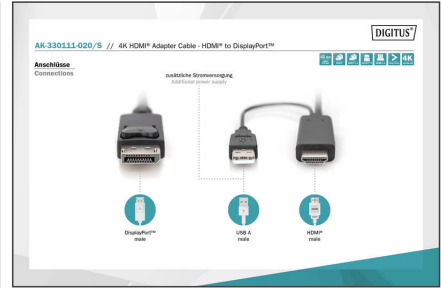 DIGITUS®
AK-330111-020/S // 4K HDMI® Adapter Cable - HDMI® to DisplayPort™
4K
Anschlüsse
Connections
zusätzliche Stromversorgung
Additional power supply
DisplayPort™
male
USB A
male
HDMI®
male